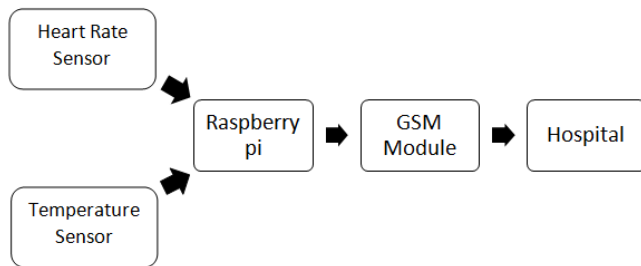 Heart Rate
Sensor
Raspberry
pi
GSM
Module
Hospital
Temperature
Sensor